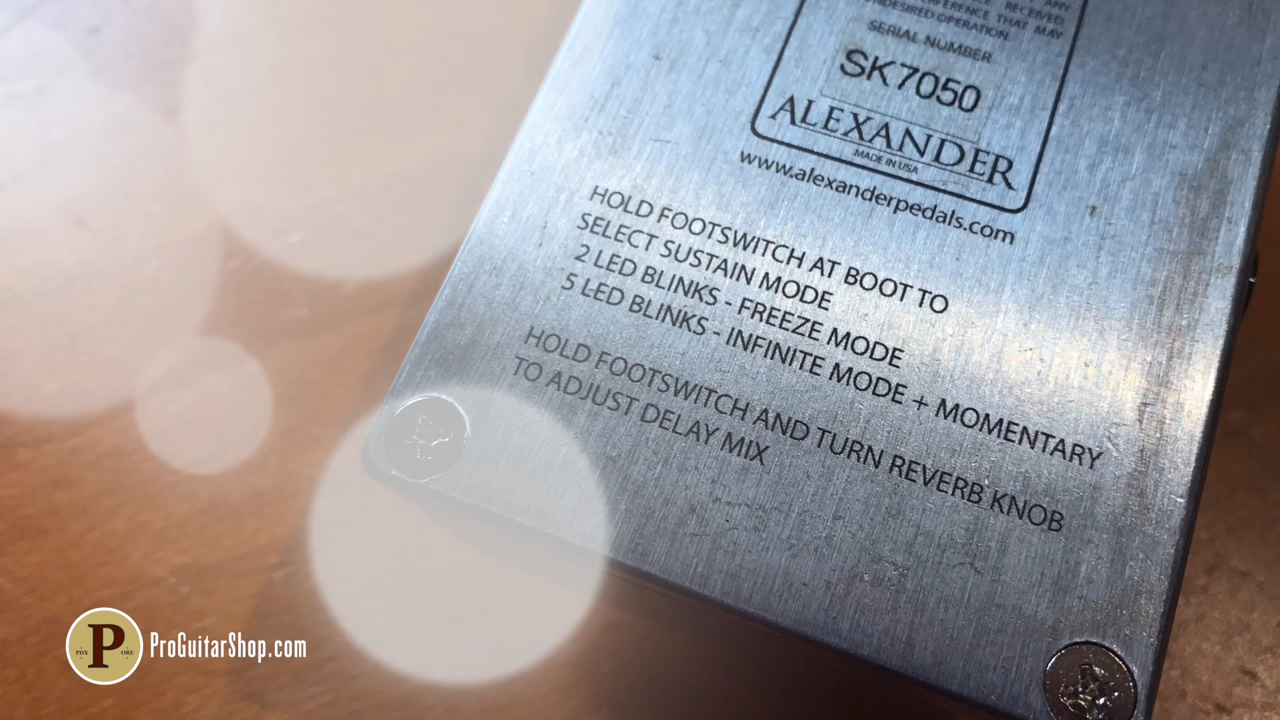 ANY
RECEIVED,
INTERFERENCE THAT MAY
UNDESIRED OPERATION.
SERIAL NUMBER
SK7050
ALEXANDER
MADE IN USA
www.alexanderpedals.com
HOLD FOOTSWITCH AT BOOT TO
SELECT SUSTAIN MODE
2 LED BLINKS - FREEZE MODE
5 LED BLINKS - INFINITE MODE + MOMENTARY
HOLD FOOTSWITCH AND TURN REVERB KNOB
TO ADJUST DELAY MIX
PDX P ORE
ProGuitarShop.com